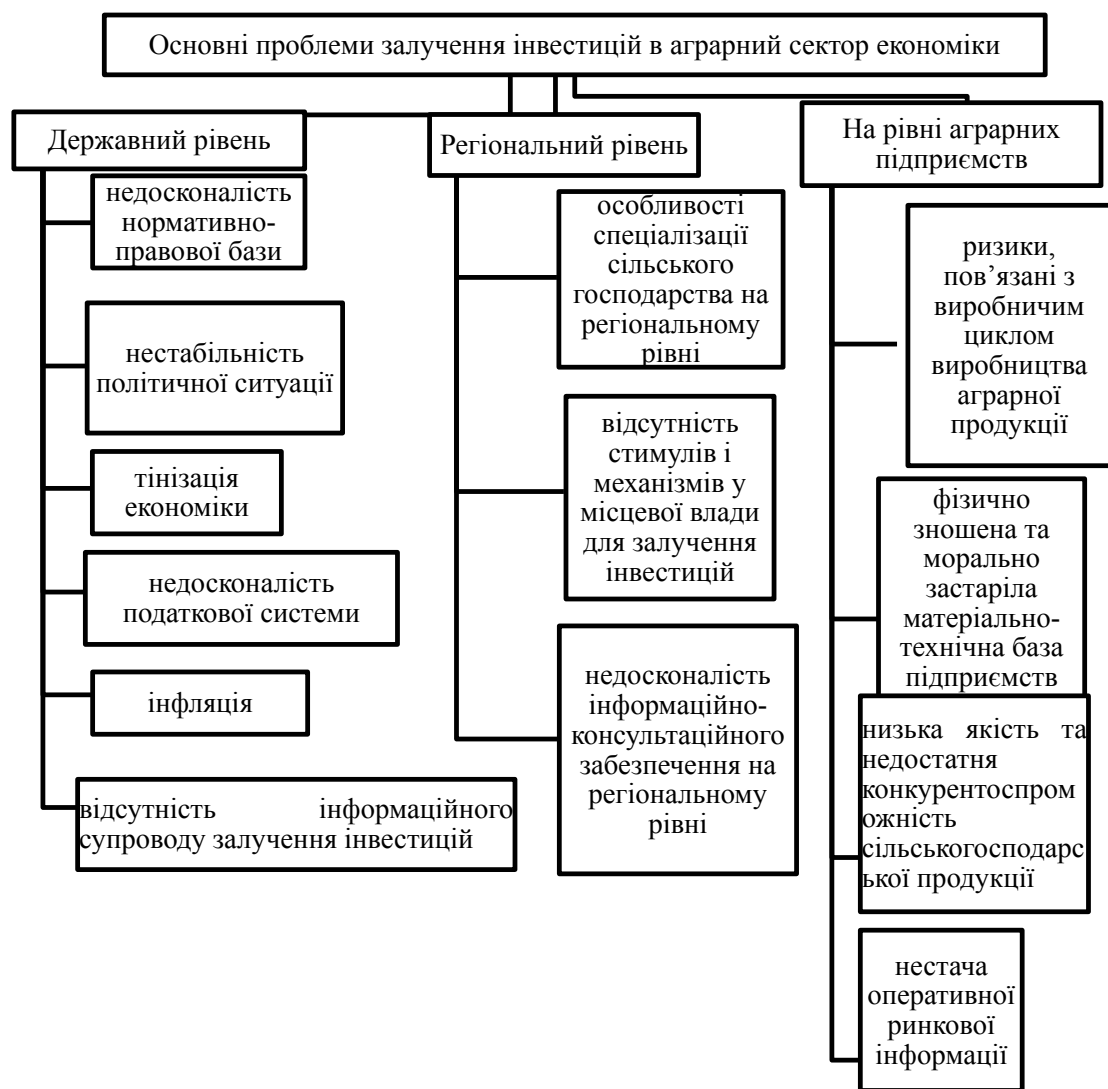 Основні проблеми залучення інвестицій в аграрний сектор економіки
Державний рівень
недосконалість
нормативно-
правової бази
нестабільність
політичної ситуації
тінізація
економіки
недосконалість
податкової системи
інфляція
відсутність інформаційного
супроводу залучення інвестицій
Регіональний рівень
особливості
спеціалізації
сільського
господарства на
регіональному
рівні
відсутність
стимулів і
механізмів у
місцевої влади
для залучення
інвестицій
недосконалість
інформаційно-
консультаційного
забезпечення на
регіональному
рівні
На рівні аграрних
підприємств
ризики,
пов’язані з
виробничим
циклом
виробництва
аграрної
продукції
фізично
зношена та
морально
застаріла
матеріально-
технічна база
підприємств
низька якість та
недостатня
конкурентоспром
ожність
сільськогосподарс
ької продукції
нестача
оперативної
ринкової
інформації